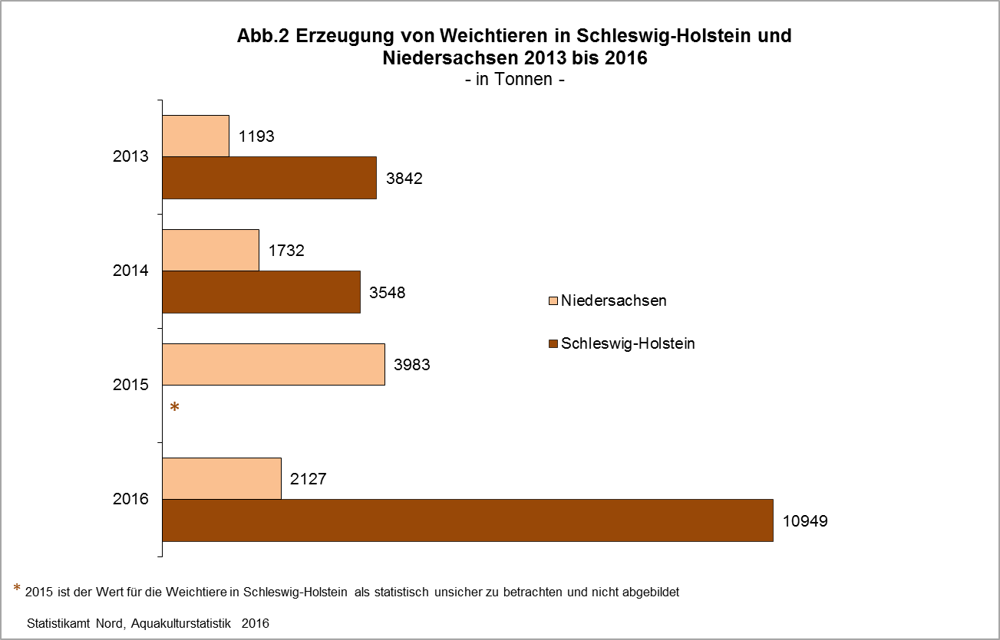 Abb.2 Erzeugung von Weichtieren in Schleswig-Holstein und
Niedersachsen 2013 bis 2016
- in Tonnen -
1193
2013
3842
1732
2014
3548
Niedersachsen
Schleswig-Holstein
3983
2015
*
2127
2016
10949
* 2015 ist der Wert für die Weichtiere in Schleswig-Holstein als statistisch unsicher zu betrachten und nicht abgebildet
Statistikamt Nord, Aquakulturstatistik 2016